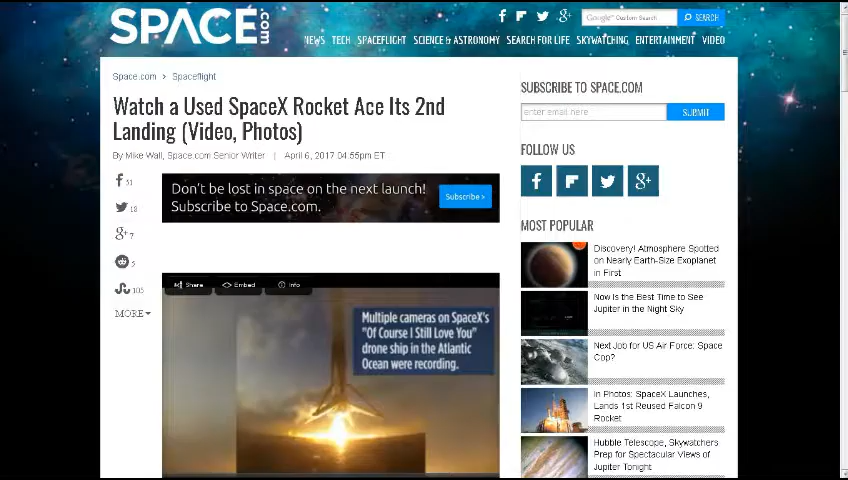 SPACE.com
Google Custom Search
SEARCH
NEWS TECH SPACEFLIGHT SCIENCE & ASTRONOMY SEARCH FOR LIFE SKYWATCHING ENTERTAINMENT VIDEO
Space.com > Spaceflight
Watch a Used SpaceX Rocket Ace Its 2nd
Landing (Video, Photos)
By Mike Wall, Space.com Senior Writer | April 6, 2017 04:55pm ET
51
18
7
5
105
MORE
Don't be lost in space on the next launch!
Subscribe to Space.com.
Subscribe >
Share Embed Info
Multiple cameras on SpaceX's
"Of Course I Still Love You"
drone ship in the Atlantic
Ocean were recording.
SUBSCRIBE TO SPACE.COM
enter email here
SUBMIT
FOLLOW US
MOST POPULAR
Discovery! Atmosphere Spotted
on Nearly Earth-Size Exoplanet
in First
Now Is the Best Time to See
Jupiter in the Night Sky
Next Job for US Air Force: Space
Cop?
In Photos: SpaceX Launches,
Lands 1st Reused Falcon 9
Rocket
Hubble Telescope, Skywatchers
Prep for Spectacular Views of
Jupiter Tonight